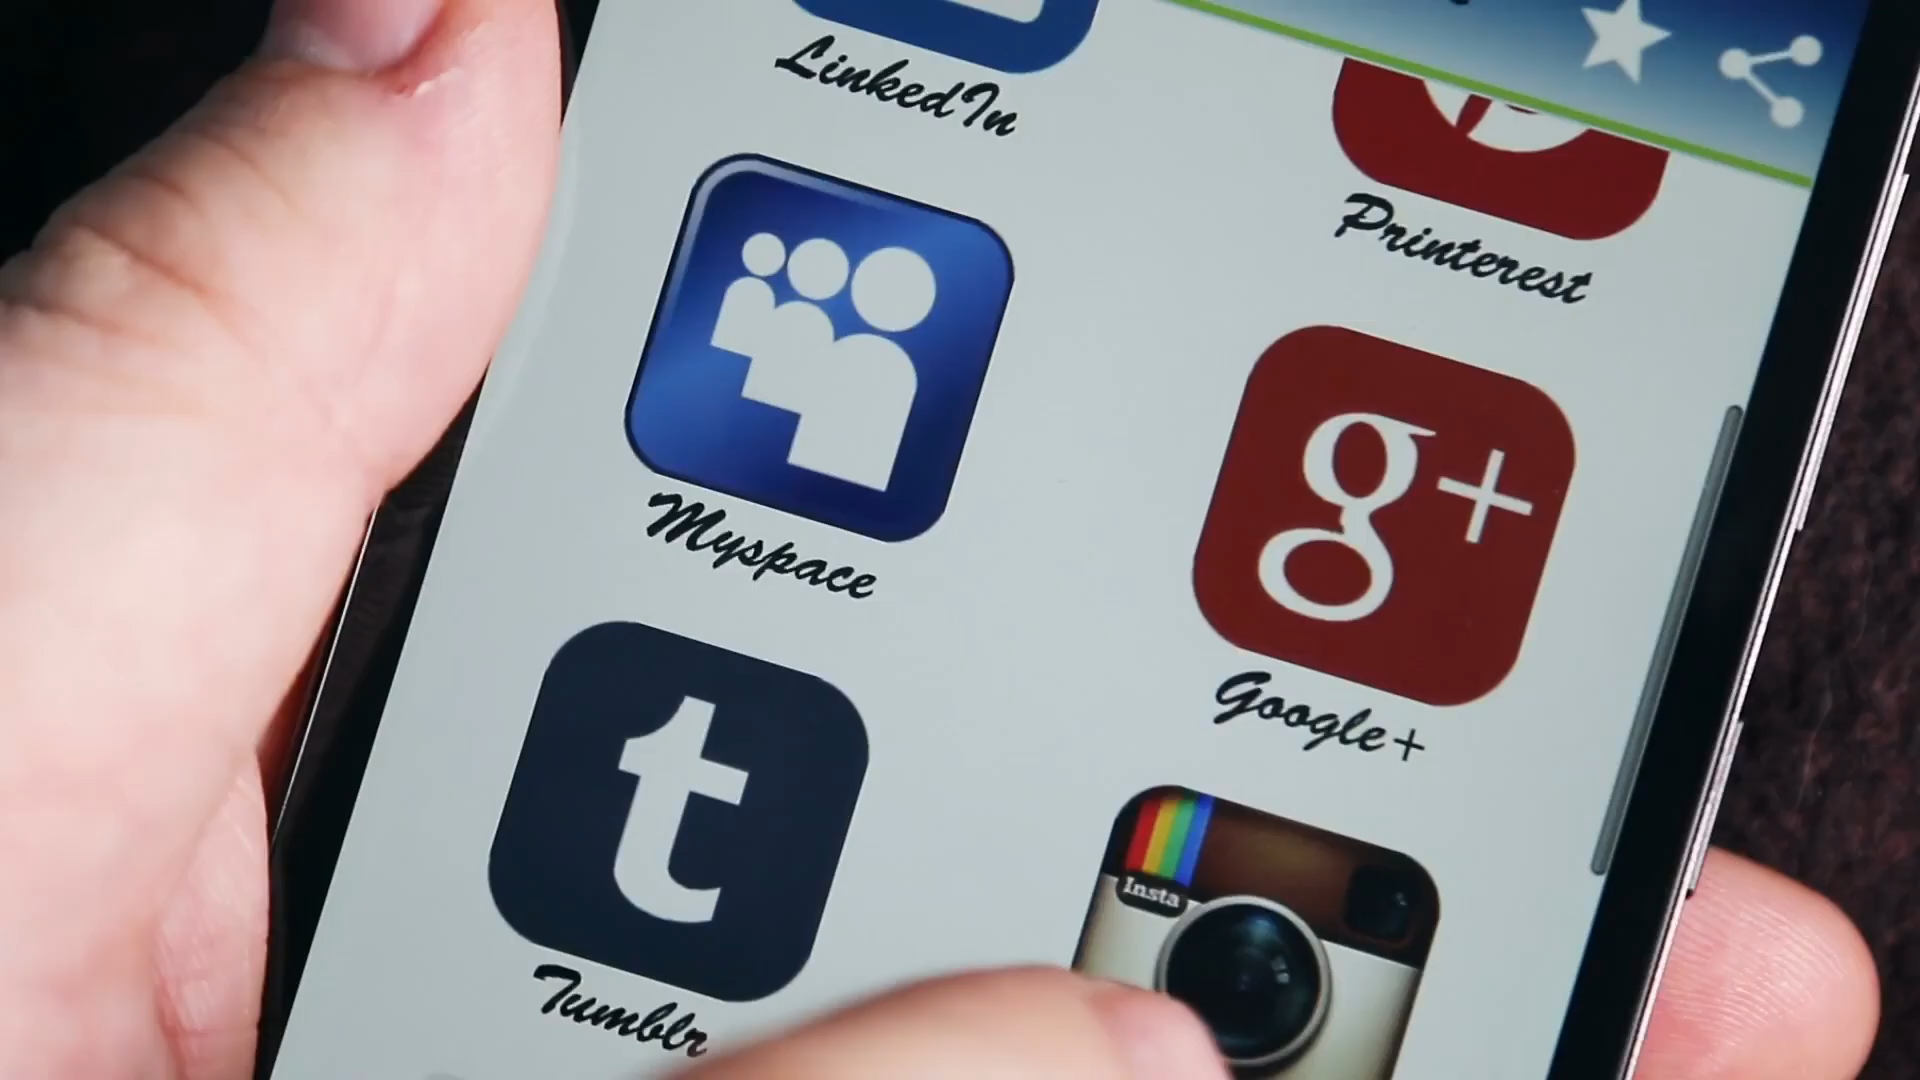 LinkedIn
Printerest
Myspace
g+
Google+
t
Tumblr
Insta